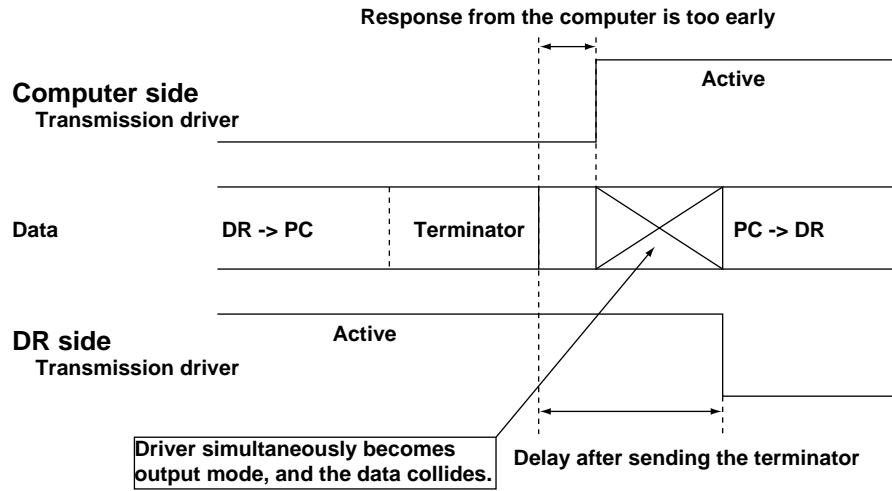 Response from the computer is too early
Computer side
Transmission driver
Active
Data
DR -> PC
Terminator
PC -> DR
DR side
Transmission driver
Active
Driver simultaneously becomes
output mode, and the data collides.
Delay after sending the terminator